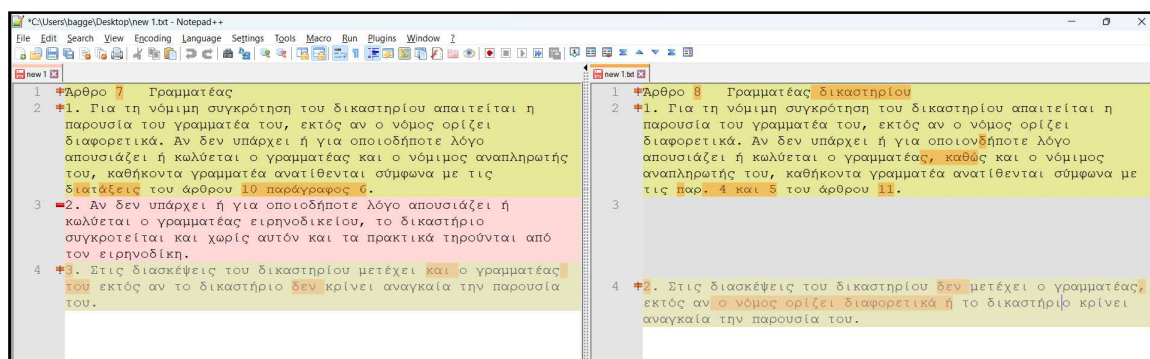 *C:\Users\bagge\Desktop\new 1.txt - Notepad++
File Edit Search View Encoding Language Settings Tools Macro Run Plugins Window ?
new 1
1 Άρθρο 7 Γραμματέας
2 1. Για τη νόμιμη συγκρότηση του δικαστηρίου απαιτείται η
παρουσία του γραμματέα του, εκτός αν ο νόμος ορίζει
διαφορετικά. Αν δεν υπάρχει ή για οποιοδήποτε λόγο
απουσιάζει ή κωλύεται ο γραμματέας και ο νόμιμος αναπληρωτής
του, καθήκοντα γραμματέα ανατίθενται σύμφωνα με τις
διατάξεις του άρθρου 10 παράγραφος 6.
3 2. Αν δεν υπάρχει ή για οποιοδήποτε λόγο απουσιάζει ή
κωλύεται ο γραμματέας ειρηνοδικείου, το δικαστήριο
συγκροτείται και χωρίς αυτόν και τα πρακτικά τηρούνται από
τον ειρηνοδίκη.
4 3. Στις διασκέψεις του δικαστηρίου μετέχει και ο γραμματέας
του εκτός αν το δικαστήριο δεν κρίνει αναγκαία την παρουσία
του.
new 1.txt
1 Άρθρο 8 Γραμματέας δικαστηρίου
2 1. Για τη νόμιμη συγκρότηση του δικαστηρίου απαιτείται η
παρουσία του γραμματέα του, εκτός αν ο νόμος ορίζει
διαφορετικά. Αν δεν υπάρχει ή για οποιονδήποτε λόγο
απουσιάζει ή κωλύεται ο γραμματέας, καθώς και ο νόμιμος
αναπληρωτής του, καθήκοντα γραμματέα ανατίθενται σύμφωνα με
τις παρ. 4 και 5 του άρθρου 11.
3
4 2. Στις διασκέψεις του δικαστηρίου δεν μετέχει ο γραμματέας,
εκτός αν ο νόμος ορίζει διαφορετικά ή το δικαστήριο κρίνει
αναγκαία την παρουσία του.